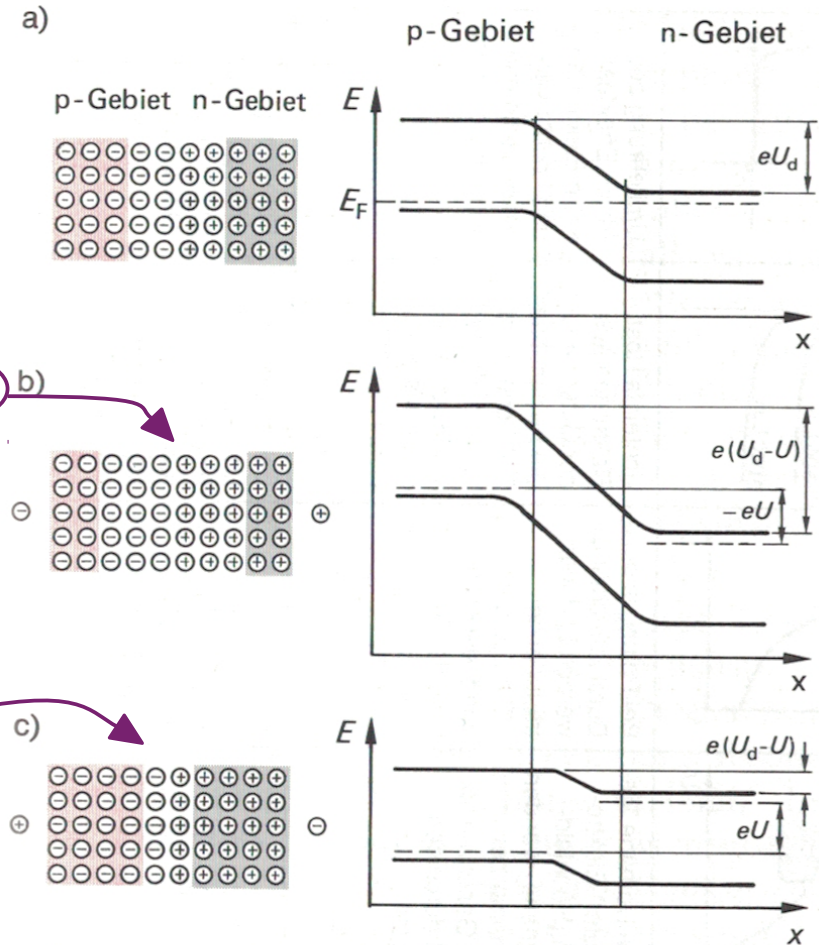 a)
p-Gebiet n-Gebiet
p-Gebiet n-Gebiet
E
eU_d
E_F
x
b)
E
e(U_d-U)
-eU
x
c)
E
e(U_d-U)
eU
x